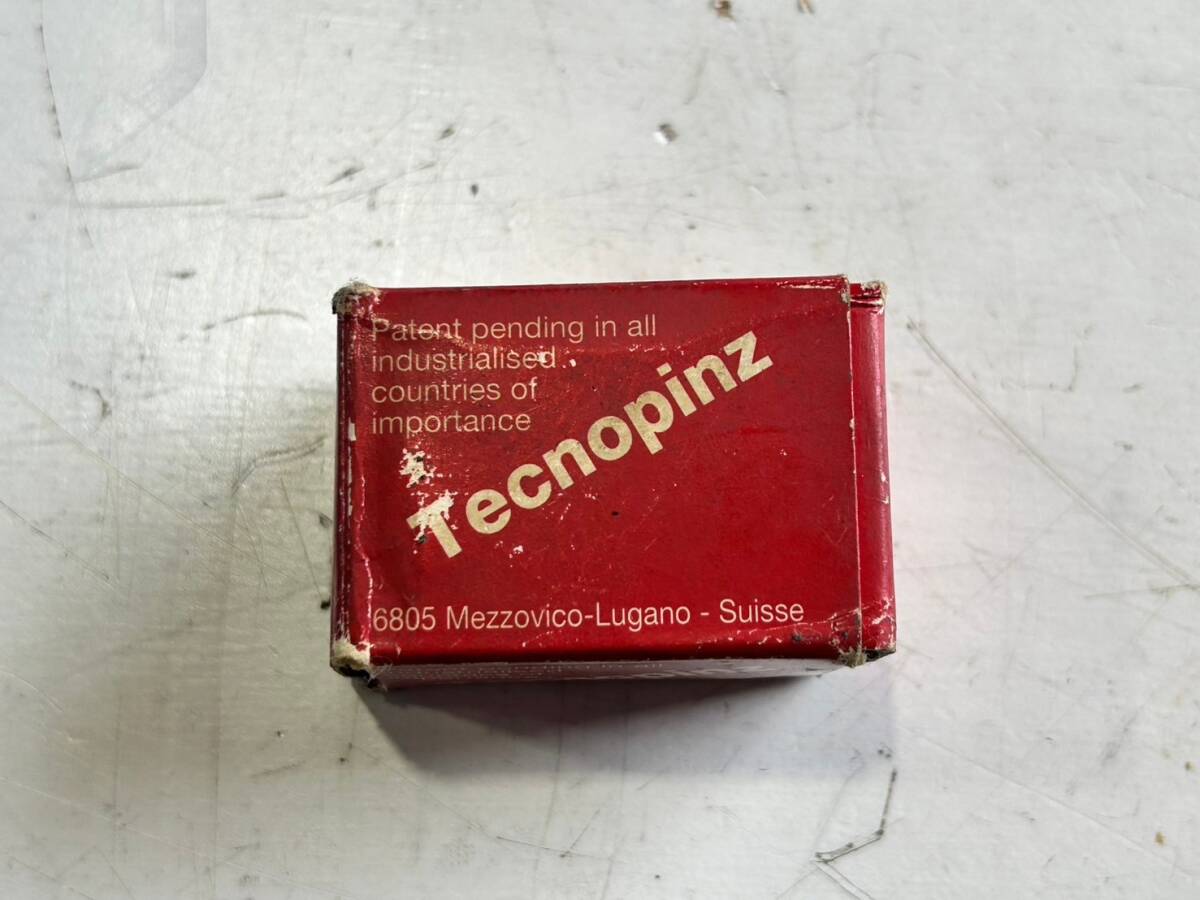 Patent pending in all
industrialised
countries of
importance
Tecnopinz
6805 Mezzovico-Lugano - Suisse